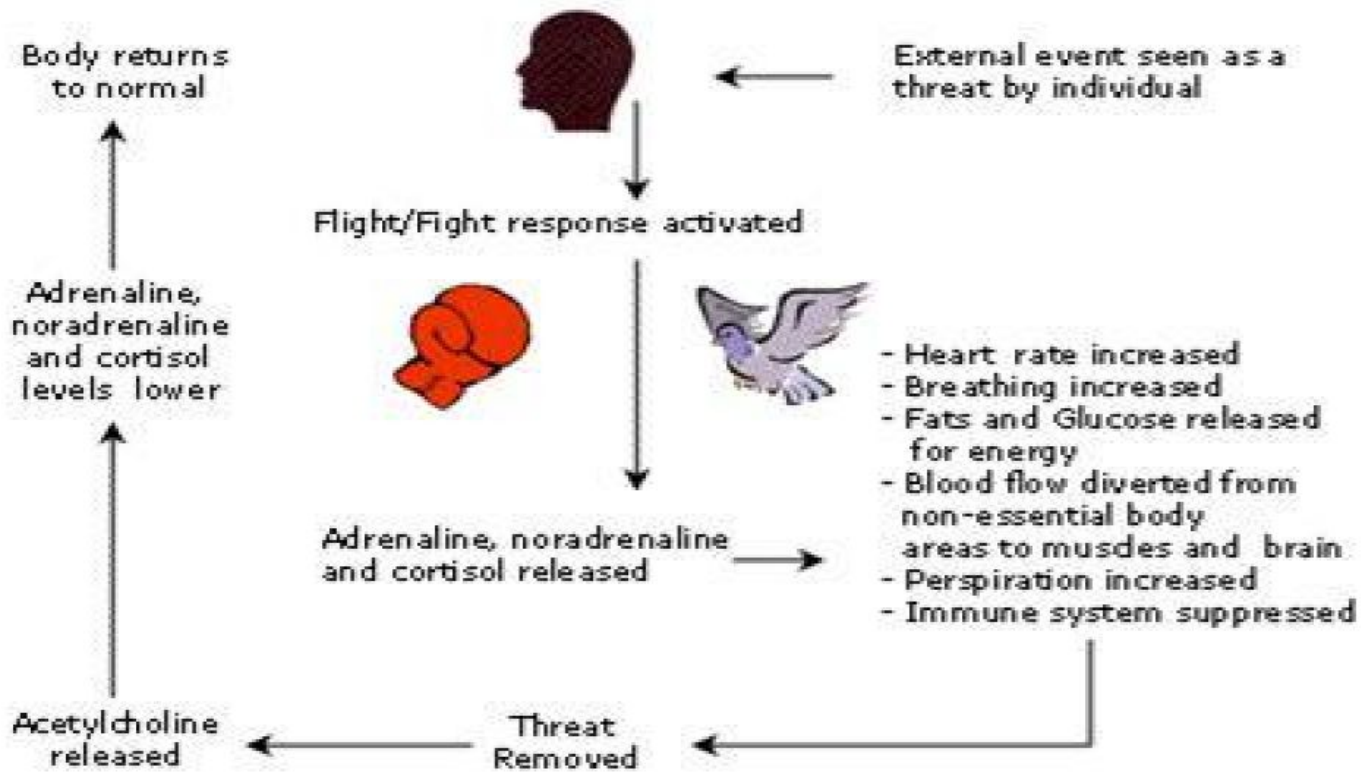 Body returns
to normal
External event seen as a
threat by individual
Flight/Fight response activated
Adrenaline,
noradrenaline
and cortisol
levels lower
- Heart rate increased
- Breathing increased
- Fats and Glucose released
for energy
- Blood flow diverted from
non-essential body
areas to muscles and brain
- Perspiration increased
- Immune system suppressed
Adrenaline, noradrenaline
and cortisol released
Acetylcholine
released
Threat
Removed